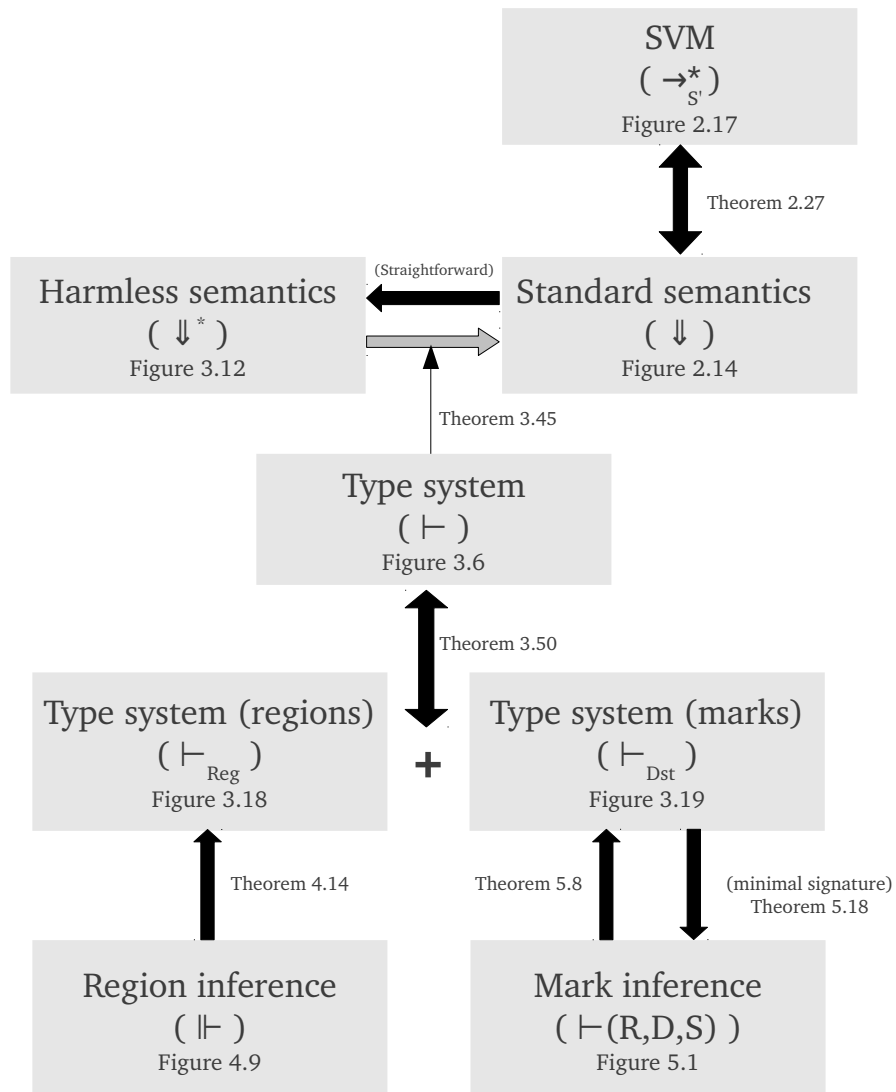 SVM
( →*S' )
Figure 2.17
Theorem 2.27
Harmless semantics
( ⇓* )
Figure 3.12
(Straightforward)
Standard semantics
( ⇓ )
Figure 2.14
Theorem 3.45
Type system
( ⊢ )
Figure 3.6
Theorem 3.50
Type system (regions)
( ⊢Reg )
Figure 3.18
+
Type system (marks)
( ⊢Dst )
Figure 3.19
Theorem 4.14
Theorem 5.8
(minimal signature)
Theorem 5.18
Region inference
( ⊩ )
Figure 4.9
Mark inference
( ⊢(R,D,S) )
Figure 5.1